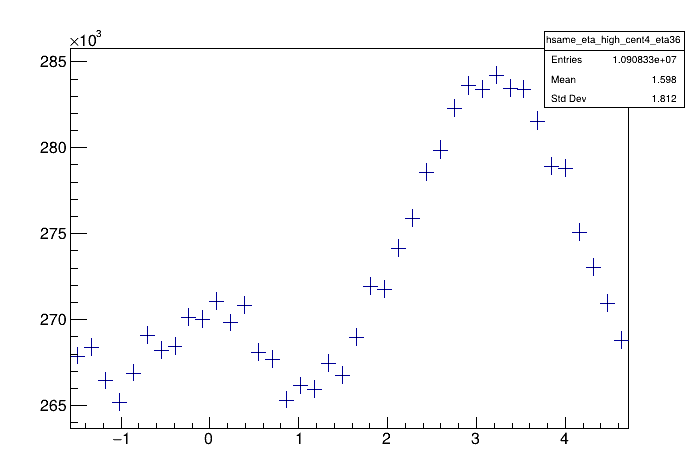 ×10³
hsame_eta_high_cent4_eta36
Entries 1.090833e+07
Mean 1.598
Std Dev 1.812
285
280
275
270
265
−1 0 1 2 3 4